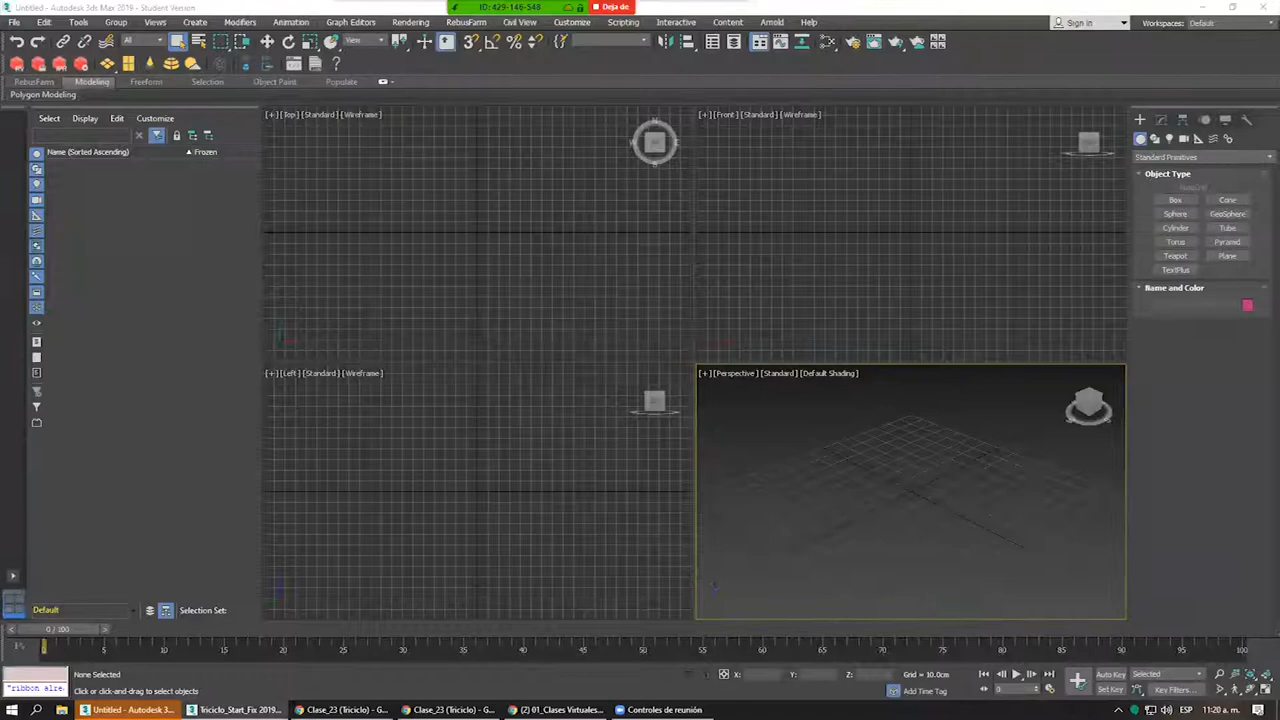 Untitled - Autodesk 3ds Max 2019 - Student Version
ID: 429-146-548
Deja de
File Edit Tools Group Views Create Modifiers Animation Graph Editors Rendering RebusFarm Civil View Customize Scripting Interactive Content Arnold Help
Sign In
Workspaces: Default
All
View
RebusFarm Modeling Freeform Selection Object Paint Populate
Polygon Modeling
Select Display Edit Customize
Name (Sorted Ascending)
▲ Frozen
[+] [Top] [Standard] [Wireframe]
[+] [Front] [Standard] [Wireframe]
[+] [Left] [Standard] [Wireframe]
[+] [Perspective] [Standard] [Default Shading]
Standard Primitives
Object Type
AutoGrid
Box Cone
Sphere GeoSphere
Cylinder Tube
Torus Pyramid
Teapot Plane
TextPlus
Name and Color
Default
Selection Set:
0 / 100
5 10 15 20 25 30 35 40 45 50 55 60 65 70 75 80 85 90 95 100
None Selected
X: Y: Z: Grid = 10.0cm
Auto Key Selected
"ribbon alre
Click or click-and-drag to select objects
Add Time Tag
0
Set Key Key Filters...
Untitled - Autodesk 3...
Triciclo_Start_Fix 2019...
Clase_23 (Triciclo) - G...
Clase_23 (Triciclo) - G...
(2) 01_Clases Virtuales...
Controles de reunión
ESP
11:20 a. m.